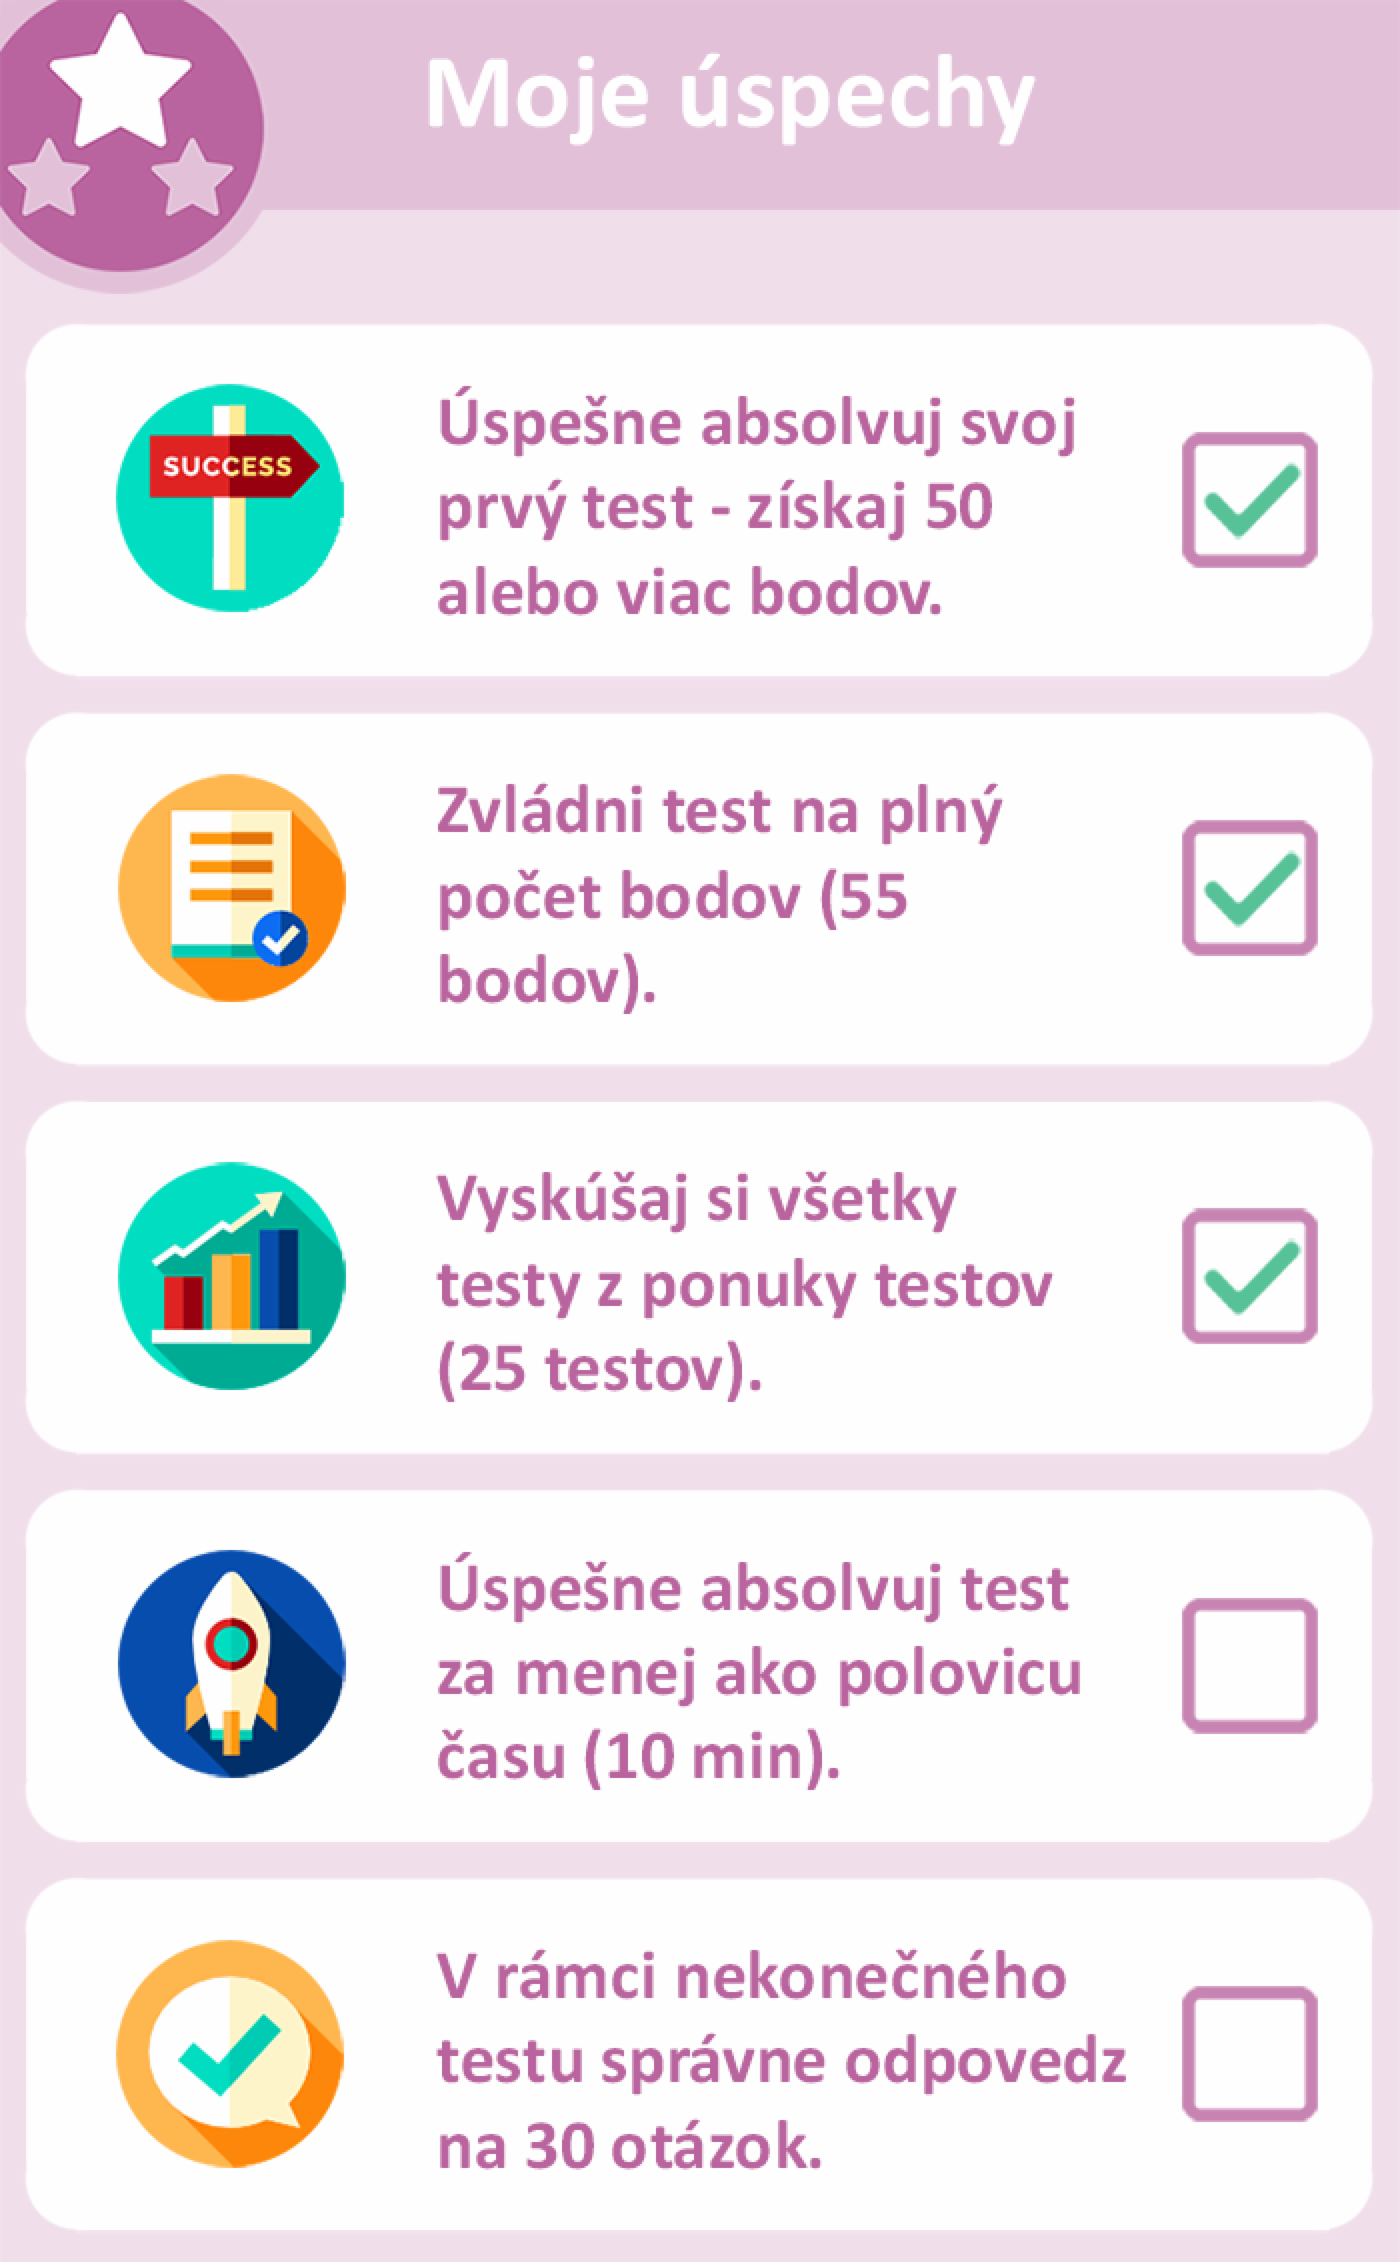 Moje úspechy
SUCCESS
Úspešne absolvuj svoj
prvý test - získaj 50
alebo viac bodov.
Zvládni test na plný
počet bodov (55
bodov).
Vyskúšaj si všetky
testy z ponuky testov
(25 testov).
Úspešne absolvuj test
za menej ako polovicu
času (10 min).
V rámci nekonečného
testu správne odpovedz
na 30 otázok.